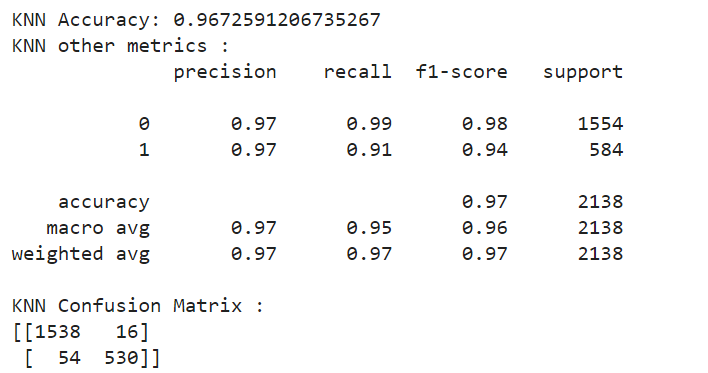 KNN Accuracy: 0.9672591206735267
KNN other metrics :
precision recall f1-score support
0 0.97 0.99 0.98 1554
1 0.97 0.91 0.94 584
accuracy 0.97 2138
macro avg 0.97 0.95 0.96 2138
weighted avg 0.97 0.97 0.97 2138
KNN Confusion Matrix :
[[1538 16]
[ 54 530]]